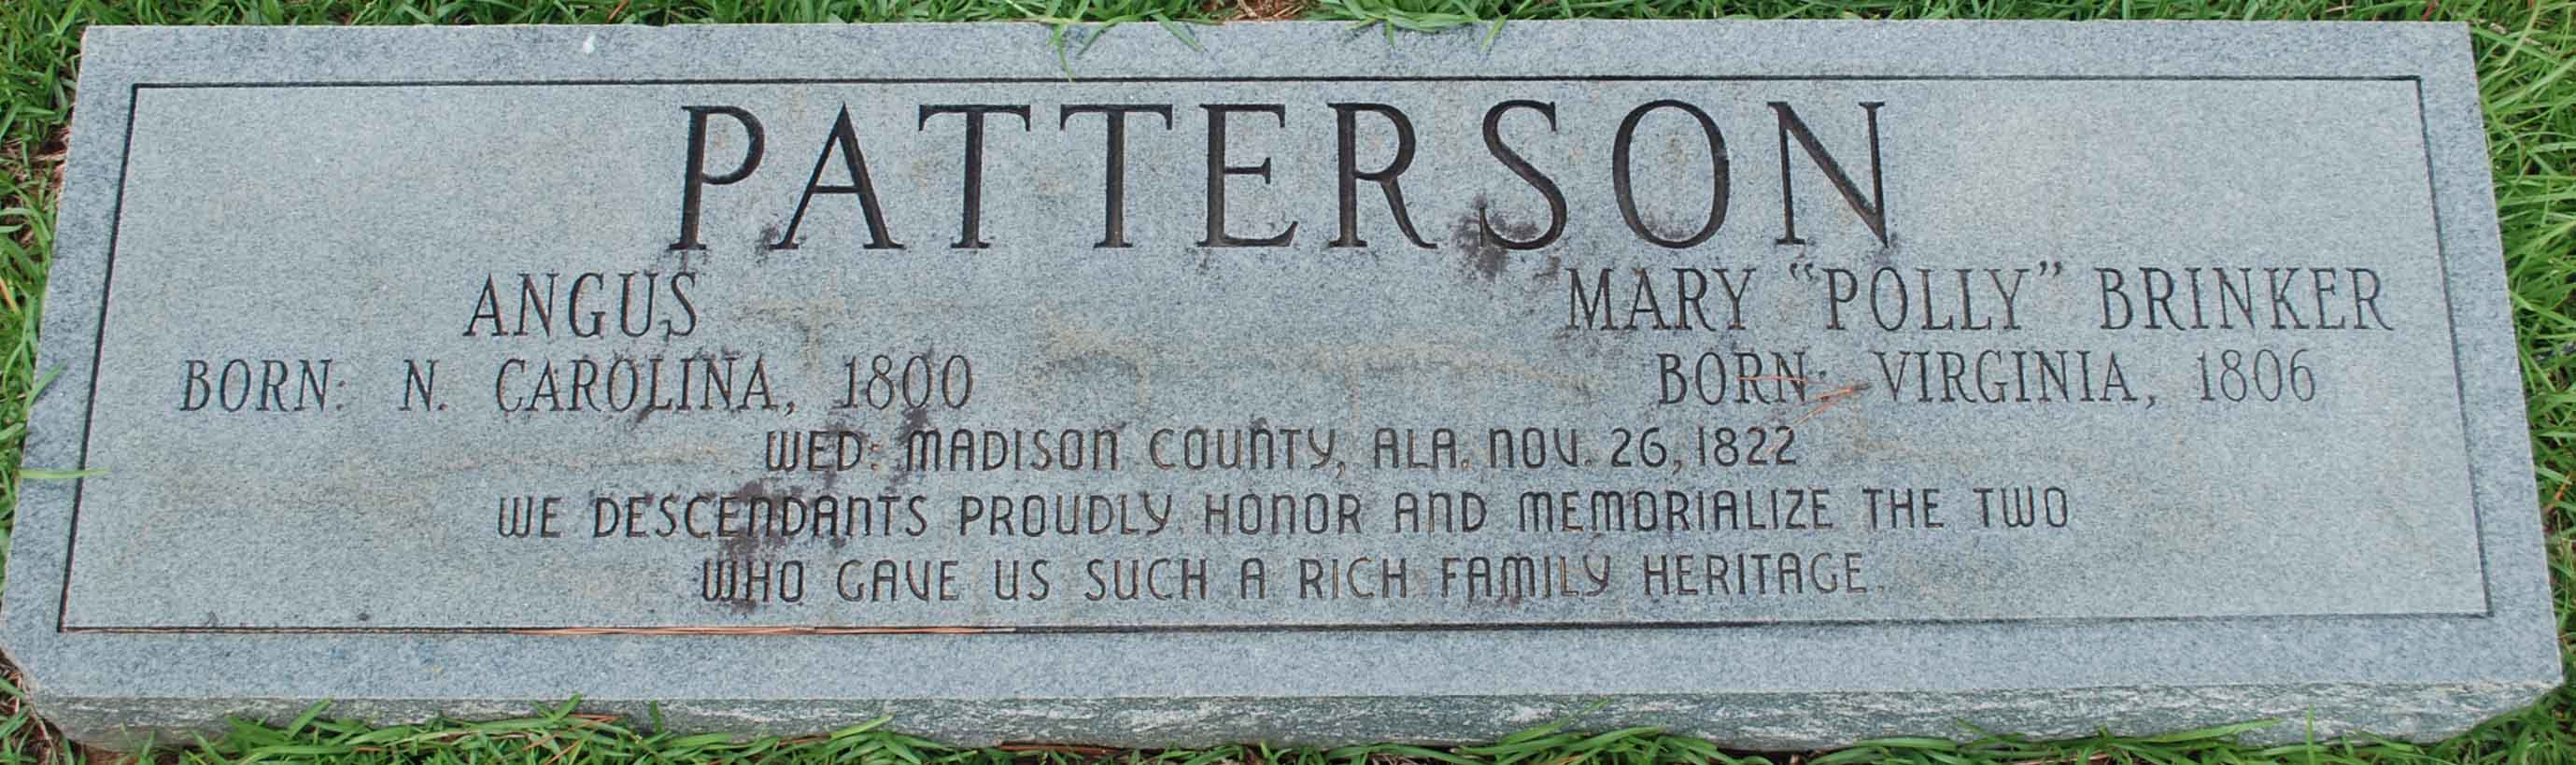 PATTERSON
ANGUS MARY "POLLY" BRINKER
BORN: N. CAROLINA, 1800 BORN: VIRGINIA, 1806
WED: MADISON COUNTY, ALA. NOV. 26, 1822
WE DESCENDANTS PROUDLY HONOR AND MEMORIALIZE THE TWO
WHO GAVE US SUCH A RICH FAMILY HERITAGE.